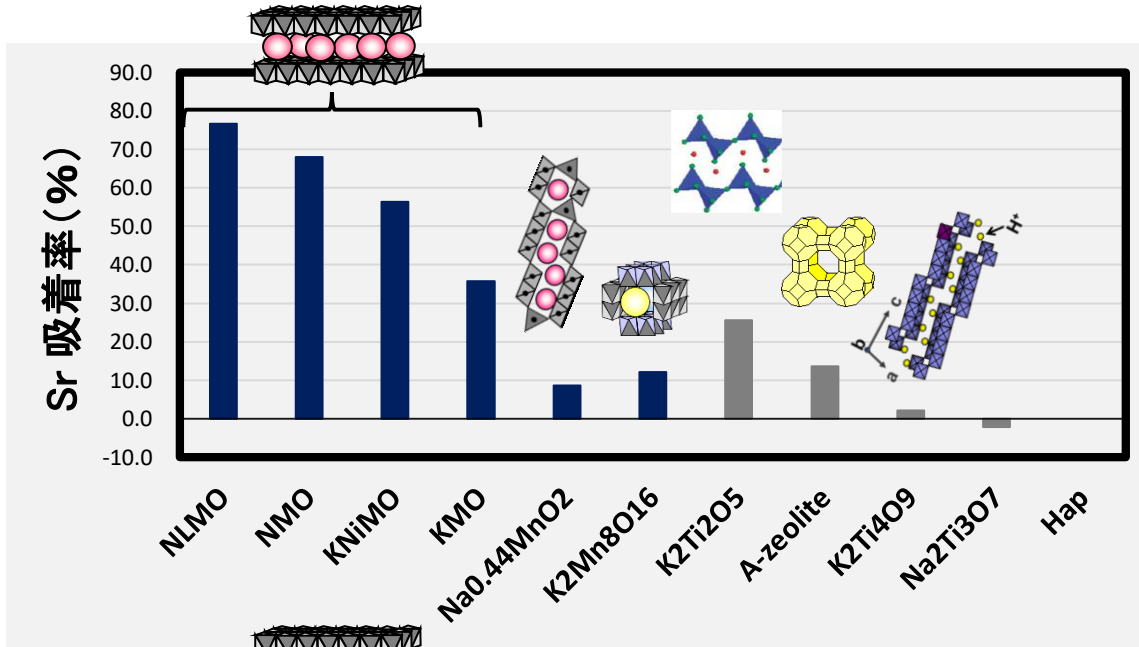 90.0
80.0
70.0
60.0
50.0
40.0
30.0
20.0
10.0
0.0
-10.0
Sr 吸着率(%)
H+
c
b
a
NLMO
NMO
KNiMO
KMO
Na0.44MnO2
K2Mn8O16
K2Ti2O5
A-zeolite
K2Ti4O9
Na2Ti3O7
Hap